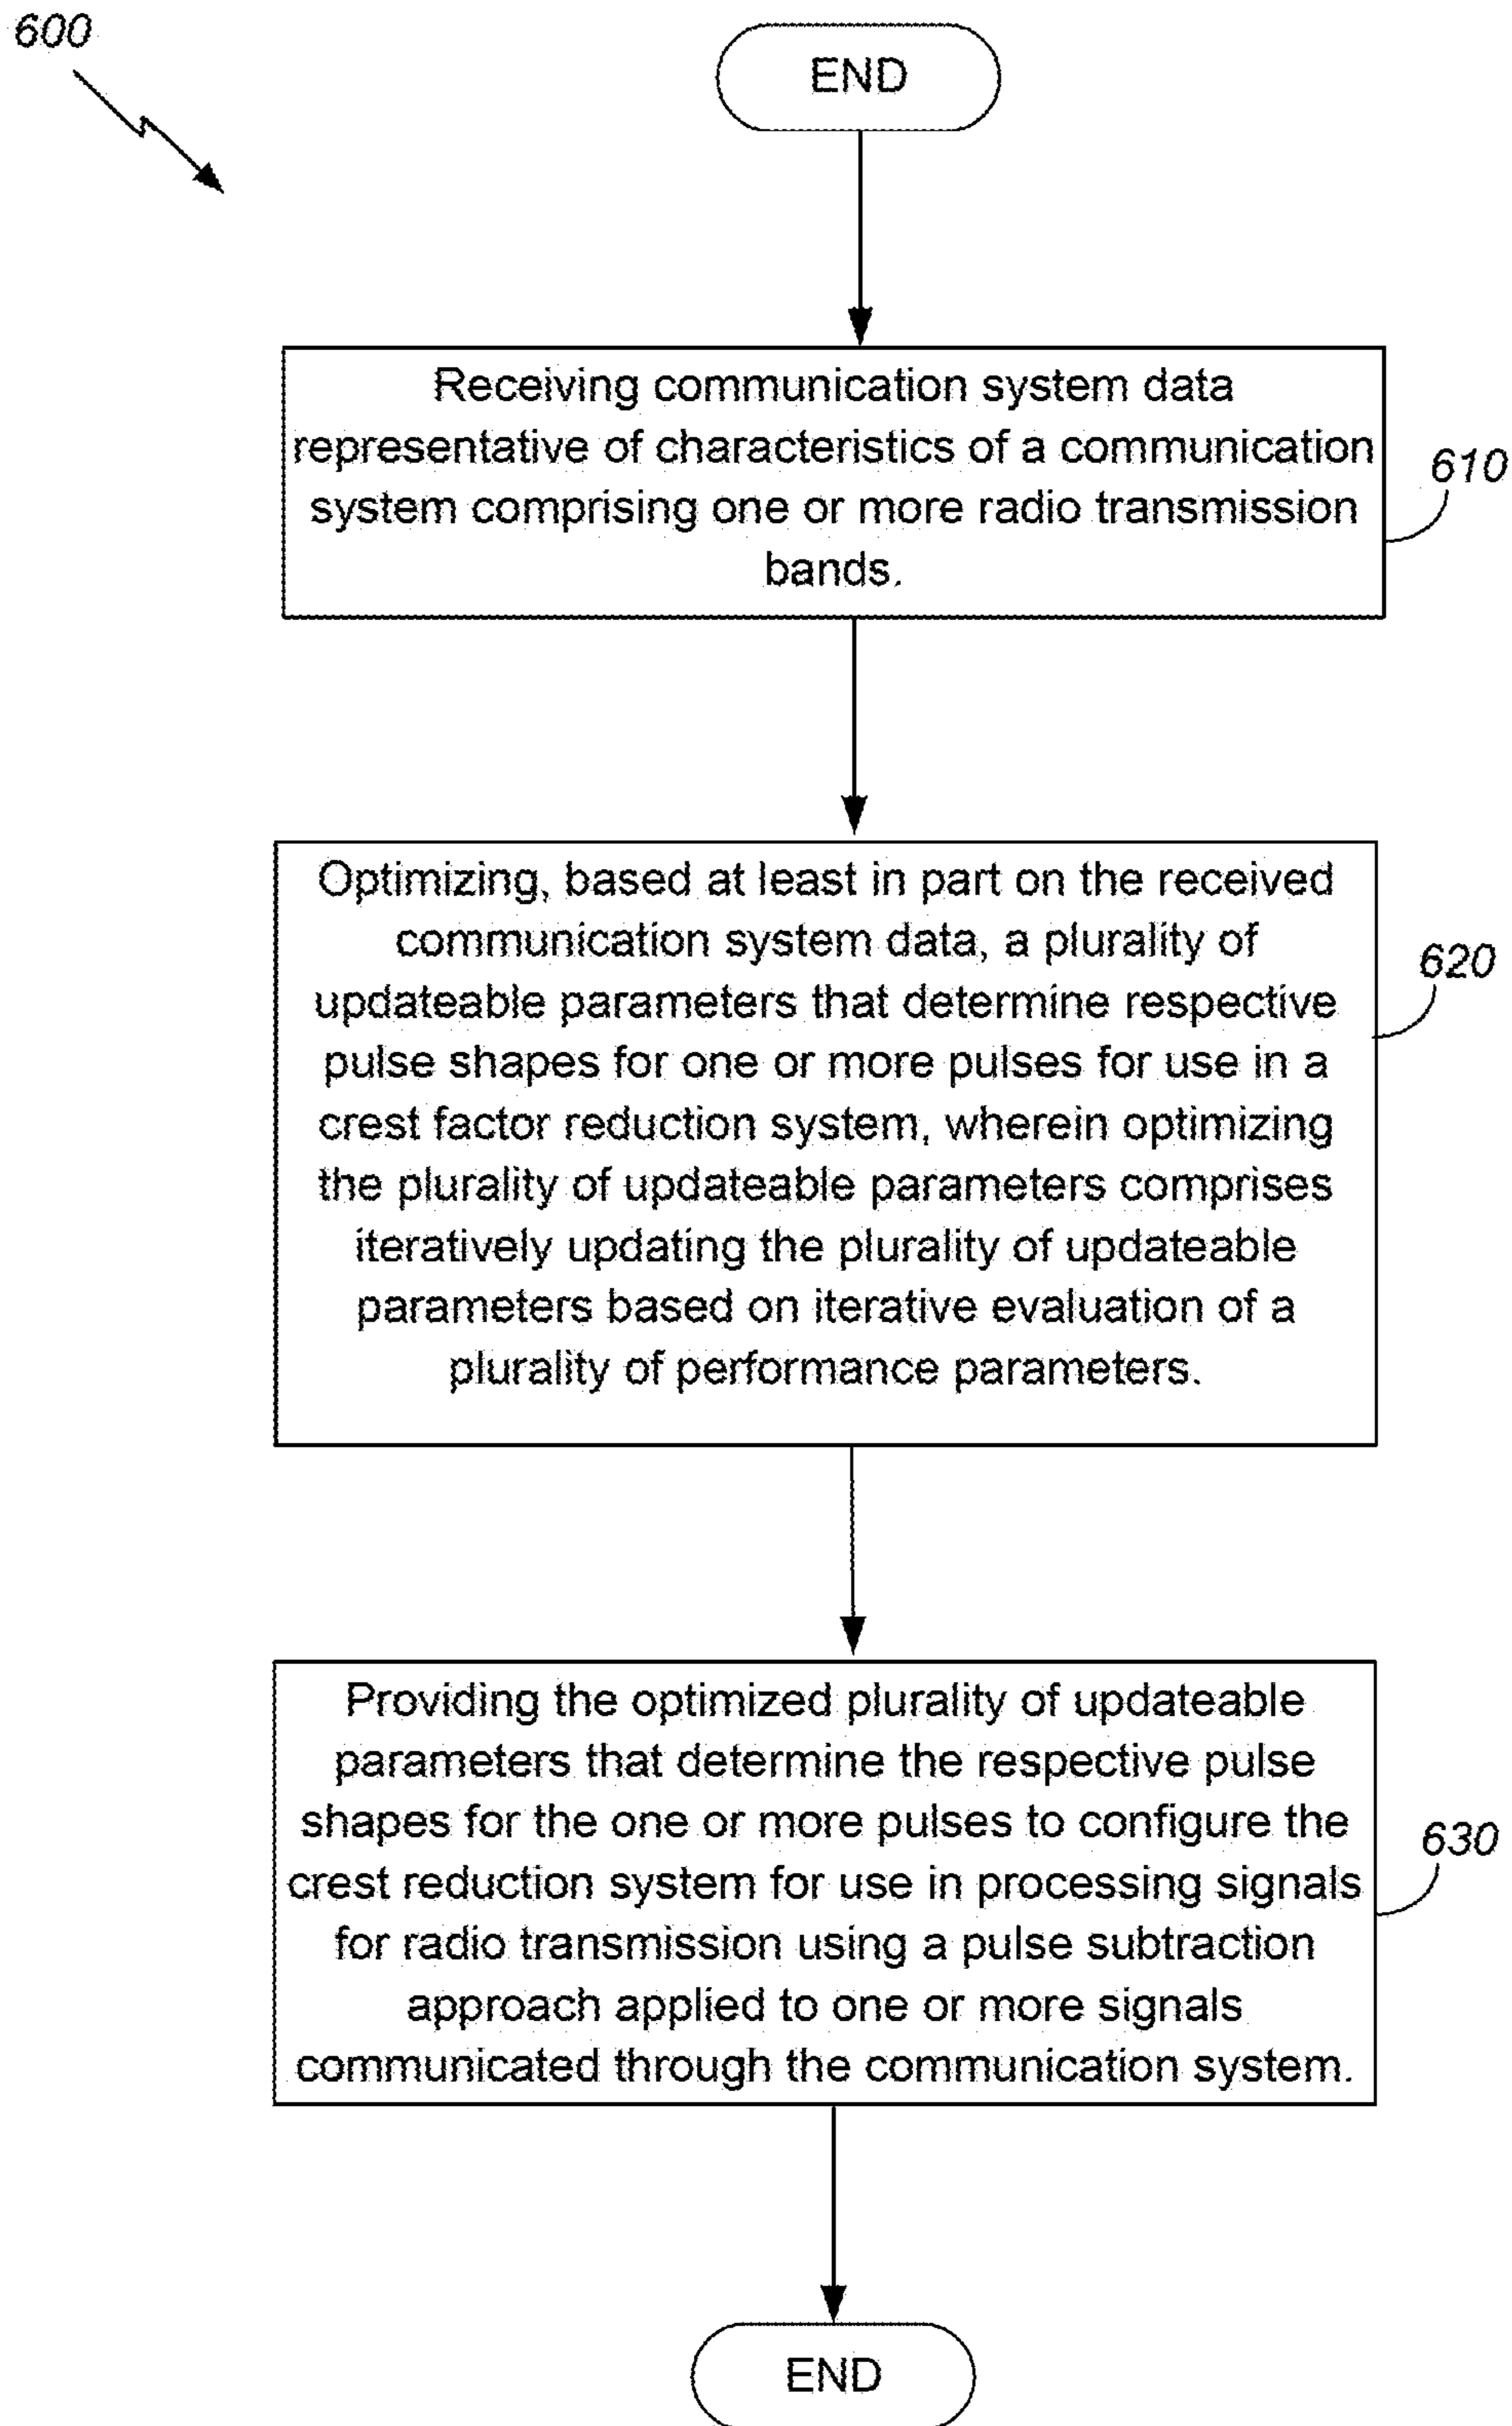 600
END
Receiving communication system data
representative of characteristics of a communication
system comprising one or more radio transmission
bands.
610
Optimizing, based at least in part on the received
communication system data, a plurality of
updateable parameters that determine respective
pulse shapes for one or more pulses for use in a
crest factor reduction system, wherein optimizing
the plurality of updateable parameters comprises
iteratively updating the plurality of updateable
parameters based on iterative evaluation of a
plurality of performance parameters.
620
Providing the optimized plurality of updateable
parameters that determine the respective pulse
shapes for the one or more pulses to configure the
crest reduction system for use in processing signals
for radio transmission using a pulse subtraction
approach applied to one or more signals
communicated through the communication system.
630
END